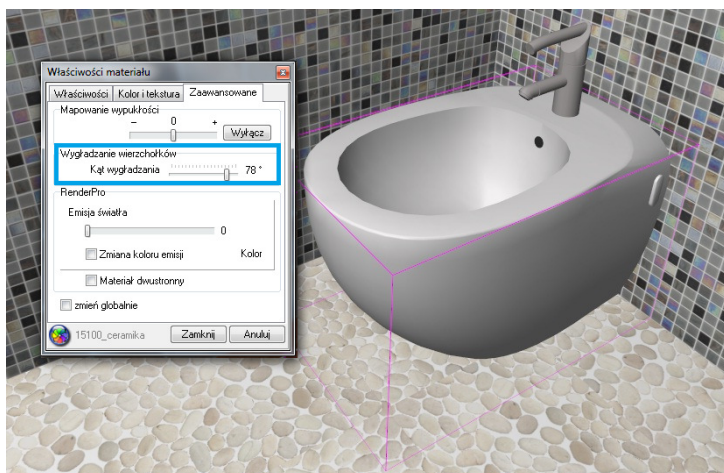 Właściwości materiału
Właściwości Kolor i tekstura Zaawansowane
Mapowanie wypukłości
– 0 +
Wyłącz
Wygładzanie wierzchołków
Kąt wygładzania 78 °
RenderPro
Emisja światła
0
Zmiana koloru emisji Kolor
Materiał dwustronny
zmień globalnie
15100_ceramika Zamknij Anuluj